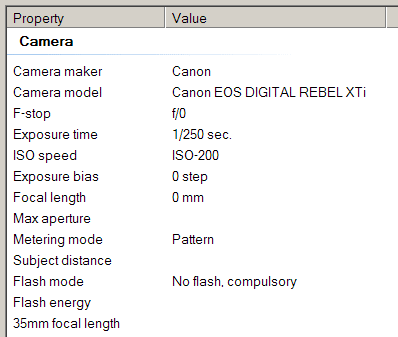 Property Value
Camera
Camera maker Canon
Camera model Canon EOS DIGITAL REBEL XTi
F-stop f/0
Exposure time 1/250 sec.
ISO speed ISO-200
Exposure bias 0 step
Focal length 0 mm
Max aperture
Metering mode Pattern
Subject distance
Flash mode No flash, compulsory
Flash energy
35mm focal length